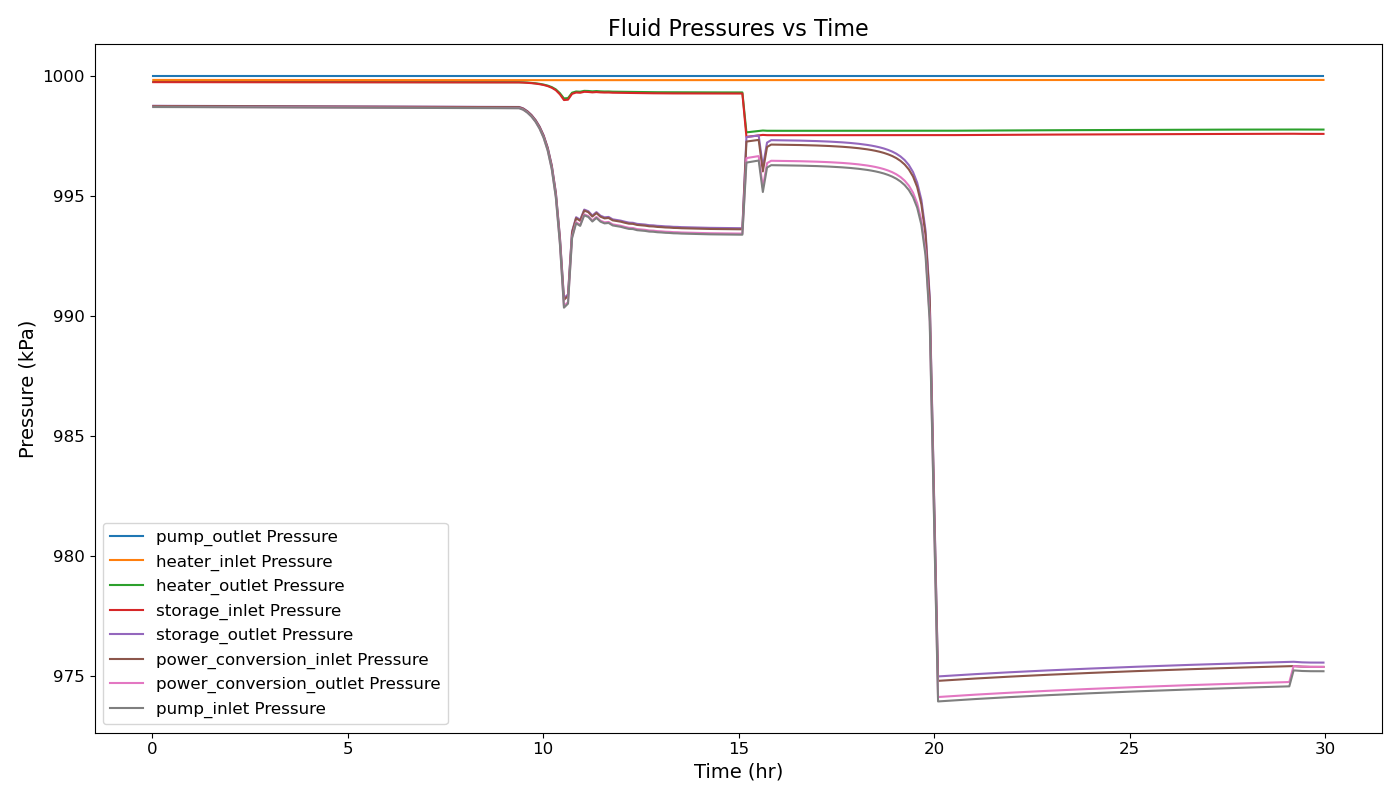 Fluid Pressures vs Time
Pressure (kPa)
1000
995
990
985
980
975
pump_outlet Pressure
heater_inlet Pressure
heater_outlet Pressure
storage_inlet Pressure
storage_outlet Pressure
power_conversion_inlet Pressure
power_conversion_outlet Pressure
pump_inlet Pressure
0 5 10 15 20 25 30
Time (hr)